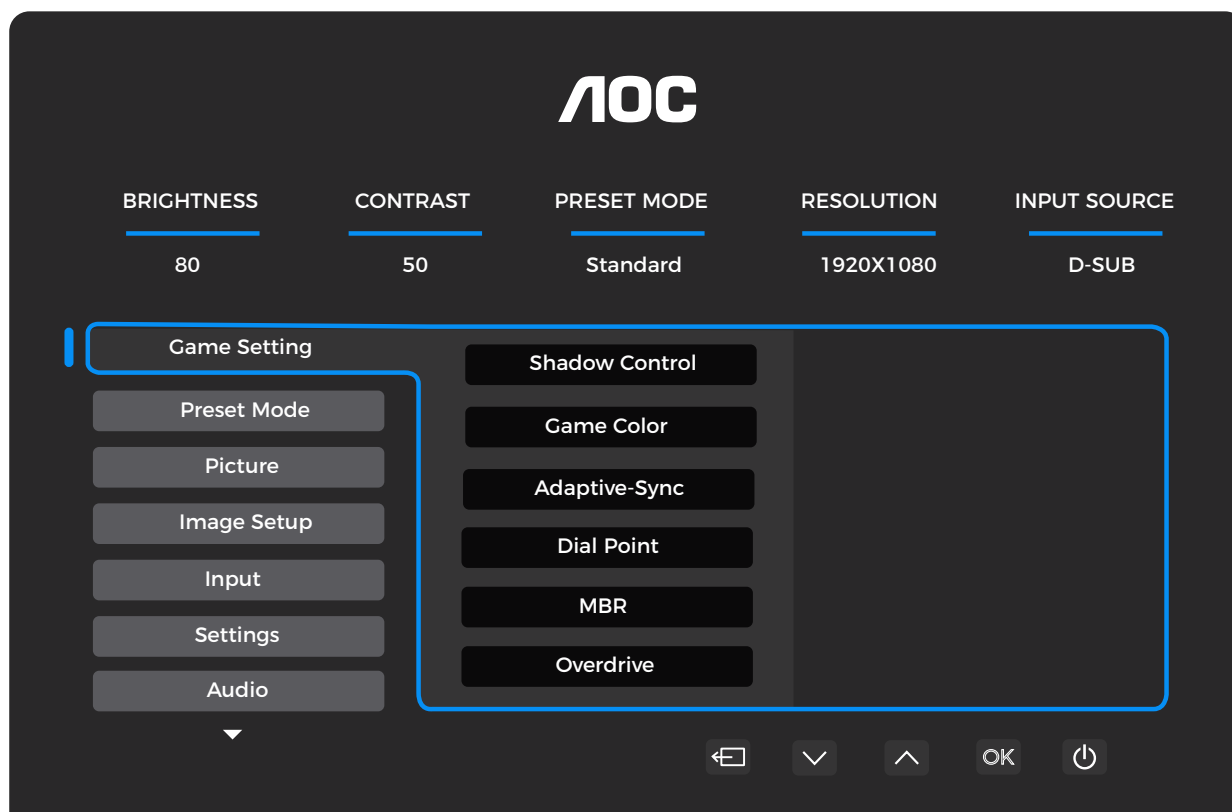 AOC
BRIGHTNESS CONTRAST PRESET MODE RESOLUTION INPUT SOURCE
80 50 Standard 1920X1080 D-SUB
Game Setting
Preset Mode
Picture
Image Setup
Input
Settings
Audio
Shadow Control
Game Color
Adaptive-Sync
Dial Point
MBR
Overdrive
OK